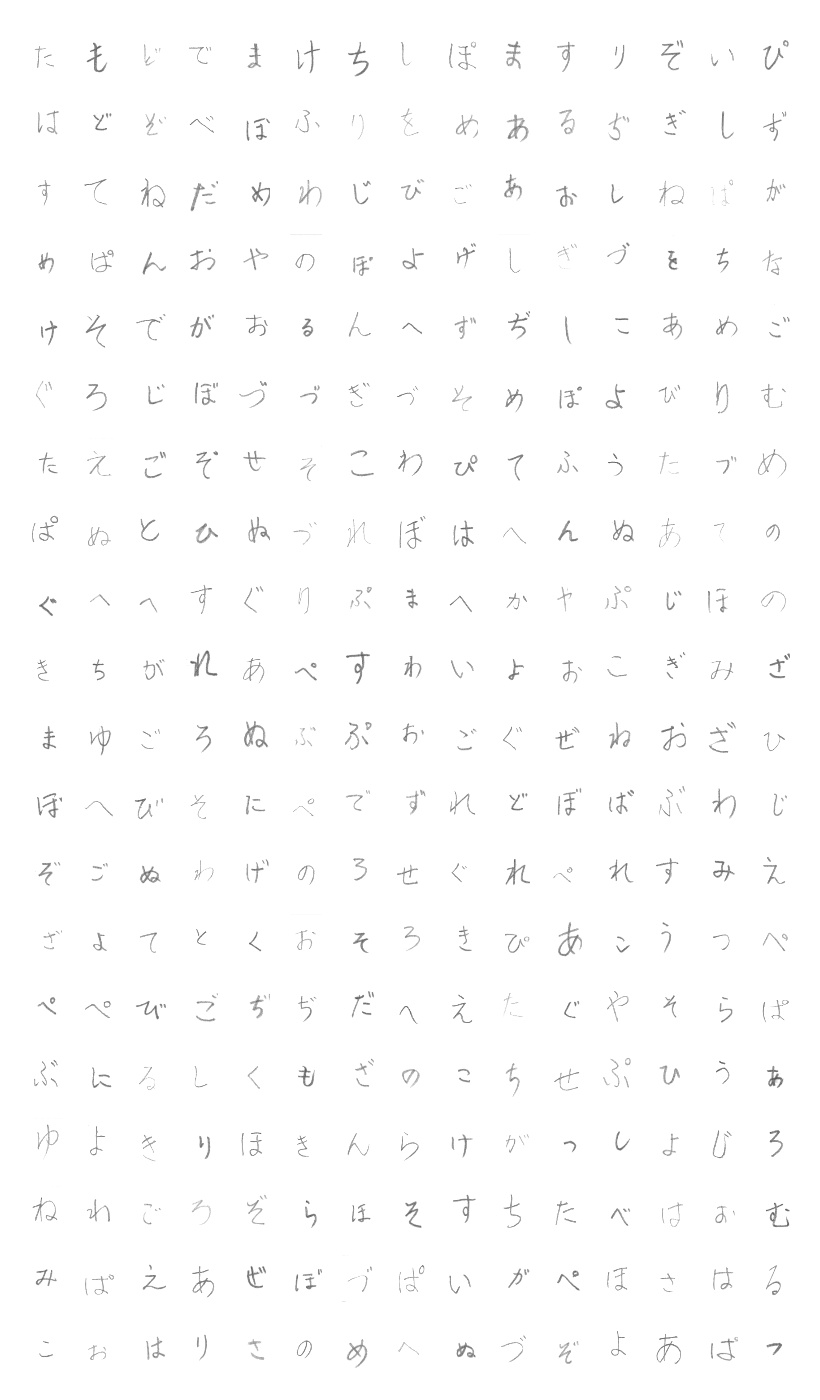 たもどでまけちしぽますりぞいぴ
はどぞべぼふりをめあるぢぎしず
すてねだめわじびごあおしねぱが
めぱんおやのぽよげしぎづをちな
けそでがおるんへずぢしこあめご
ぐろじぼづづぎづそめぽよびりむ
たえごぞせそこわぴてふうたづめ
ぱぬとひぬづれぼはへんぬあての
ぐへへすぐりぷまへかやぷじほの
きちがれあぺすわいよおこぎみざ
まゆごろぬぷぷおごぐぜねおざひ
ぼへびそたにぺでずれどぼばぶわじ
ぞごぬわげのろせぐれぺれすみえ
ざよてとくおそろきぴあこうつぺ
ぺぺびごぢぢだへえたぐやそらぱ
ぶにるしくもざのこちせぷひうあ
ゆよきりほきんらけがつしよじろ
ねわごろぞらほそすちたべはおむ
みぱえあぜぼづぱいがぺほさはる
こおはりさのめへぬづぞよあぱつ